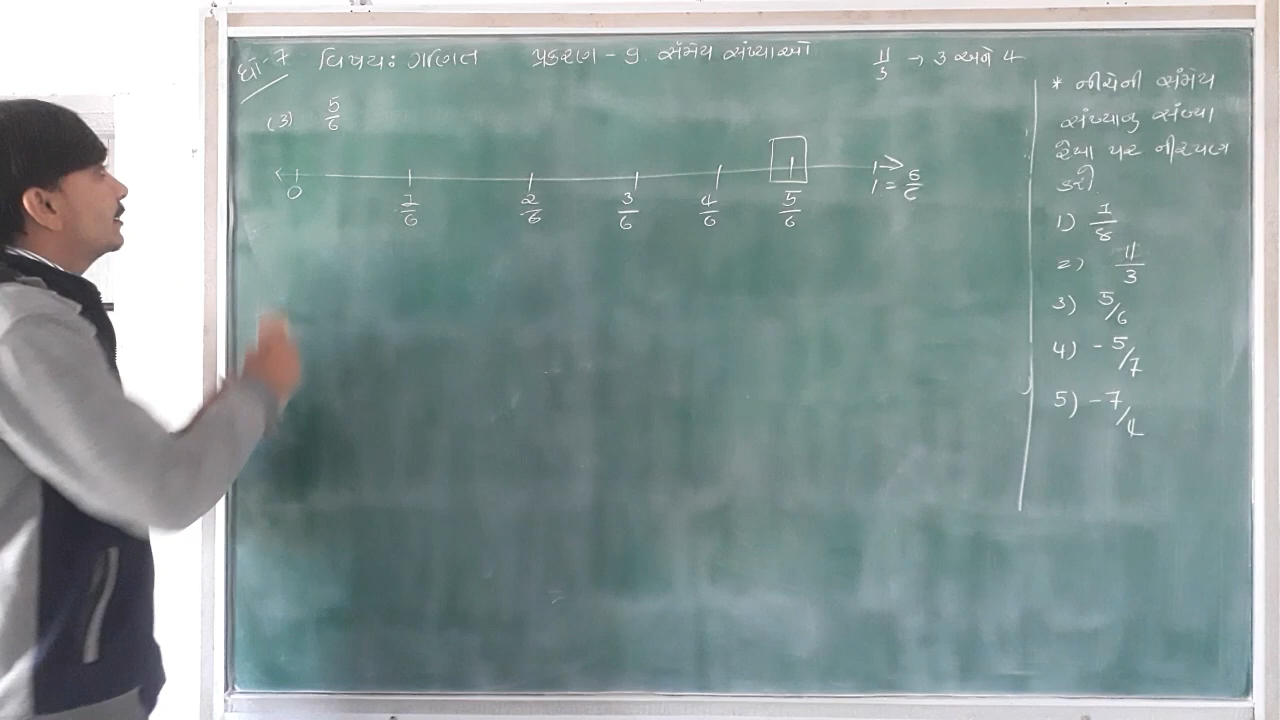 ધો-7 વિષય: ગણિત પ્રકરણ - 9. સંમેય સંખ્યાઓ
11/3 → 3 અને 4
(3) 5/6
0 1/6 2/6 3/6 4/6 5/6 1 = 6/6
* નીચેની સંમેય
સંખ્યાનુ સંખ્યા
રેખા પર નીરૂપણ
કરો.
1) 1/8
2) 11/3
3) 5/6
4) -5/7
5) -7/4